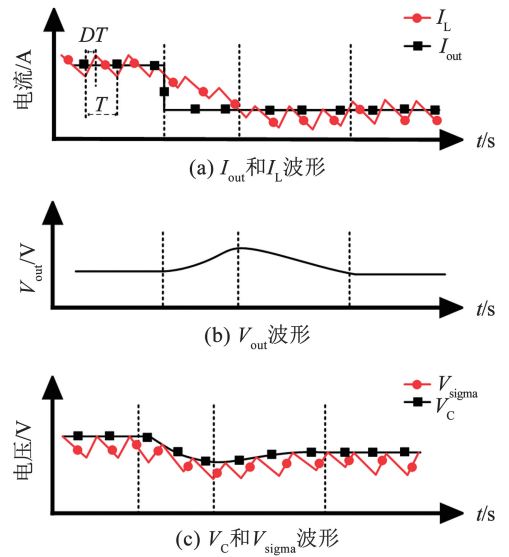 DT
T
I_L
I_out
电流/A
t/s
(a) I_out和I_L波形
V_out/V
t/s
(b) V_out波形
V_sigma
V_C
电压/V
t/s
(c) V_C和V_sigma波形